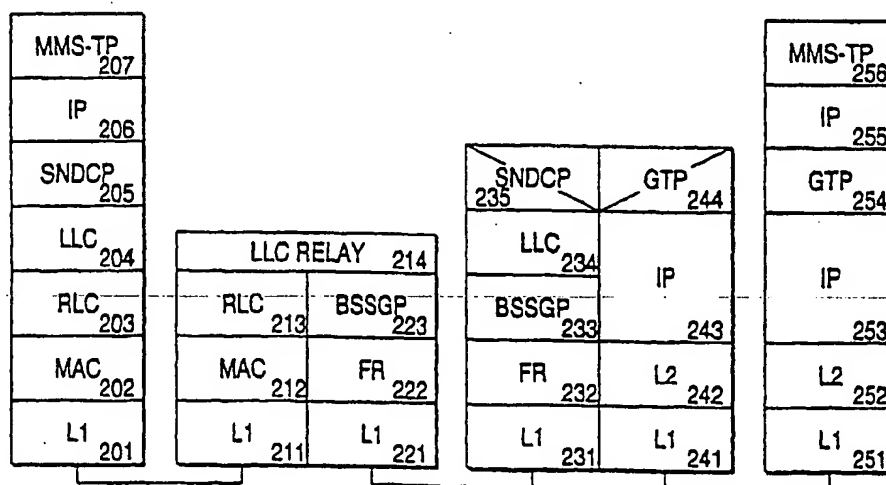 MMS-TP 207
IP 206
SNDCP 205
LLC 204
RLC 203
MAC 202
L1 201
LLC RELAY 214
RLC 213
BSSGP 223
MAC 212
FR 222
L1 211
L1 221
SNDCP 235
GTP 244
LLC 234
IP 243
BSSGP 233
FR 232
L2 242
L1 231
L1 241
MMS-TP 256
IP 255
GTP 254
IP 253
L2 252
L1 251